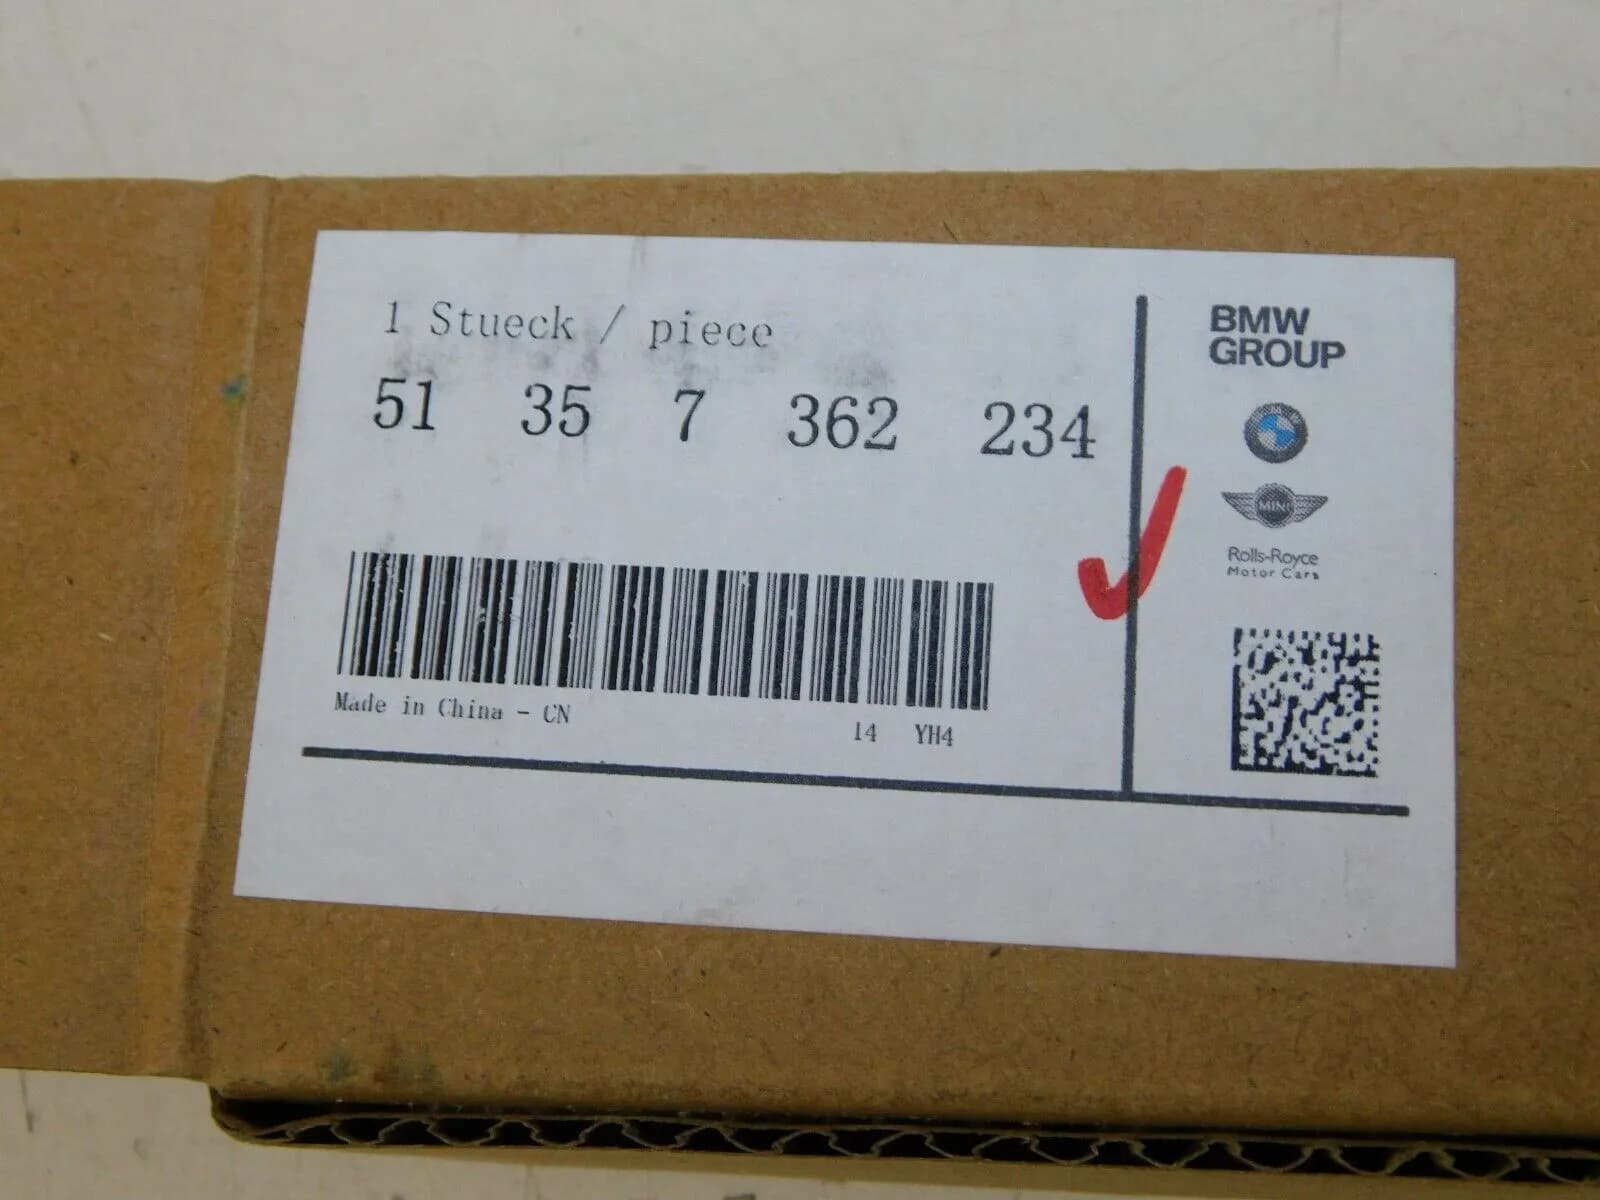 1 Stueck / piece
51 35 7 362 234
Made in China - CN
14 YH4
BMW
GROUP
MINI
Rolls-Royce
Motor Cars